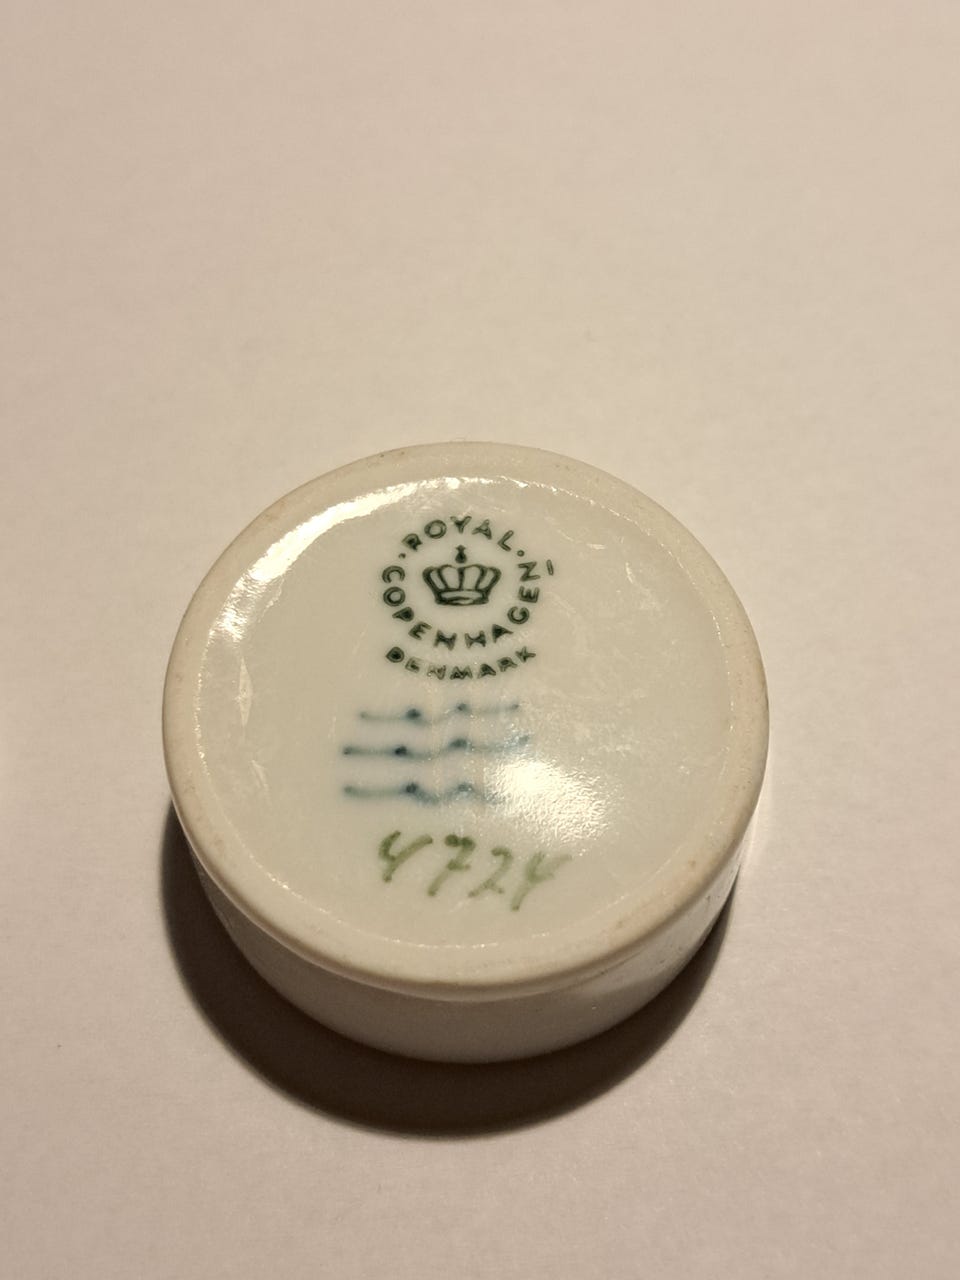 ROYAL
COPENHAGEN
DENMARK
4724